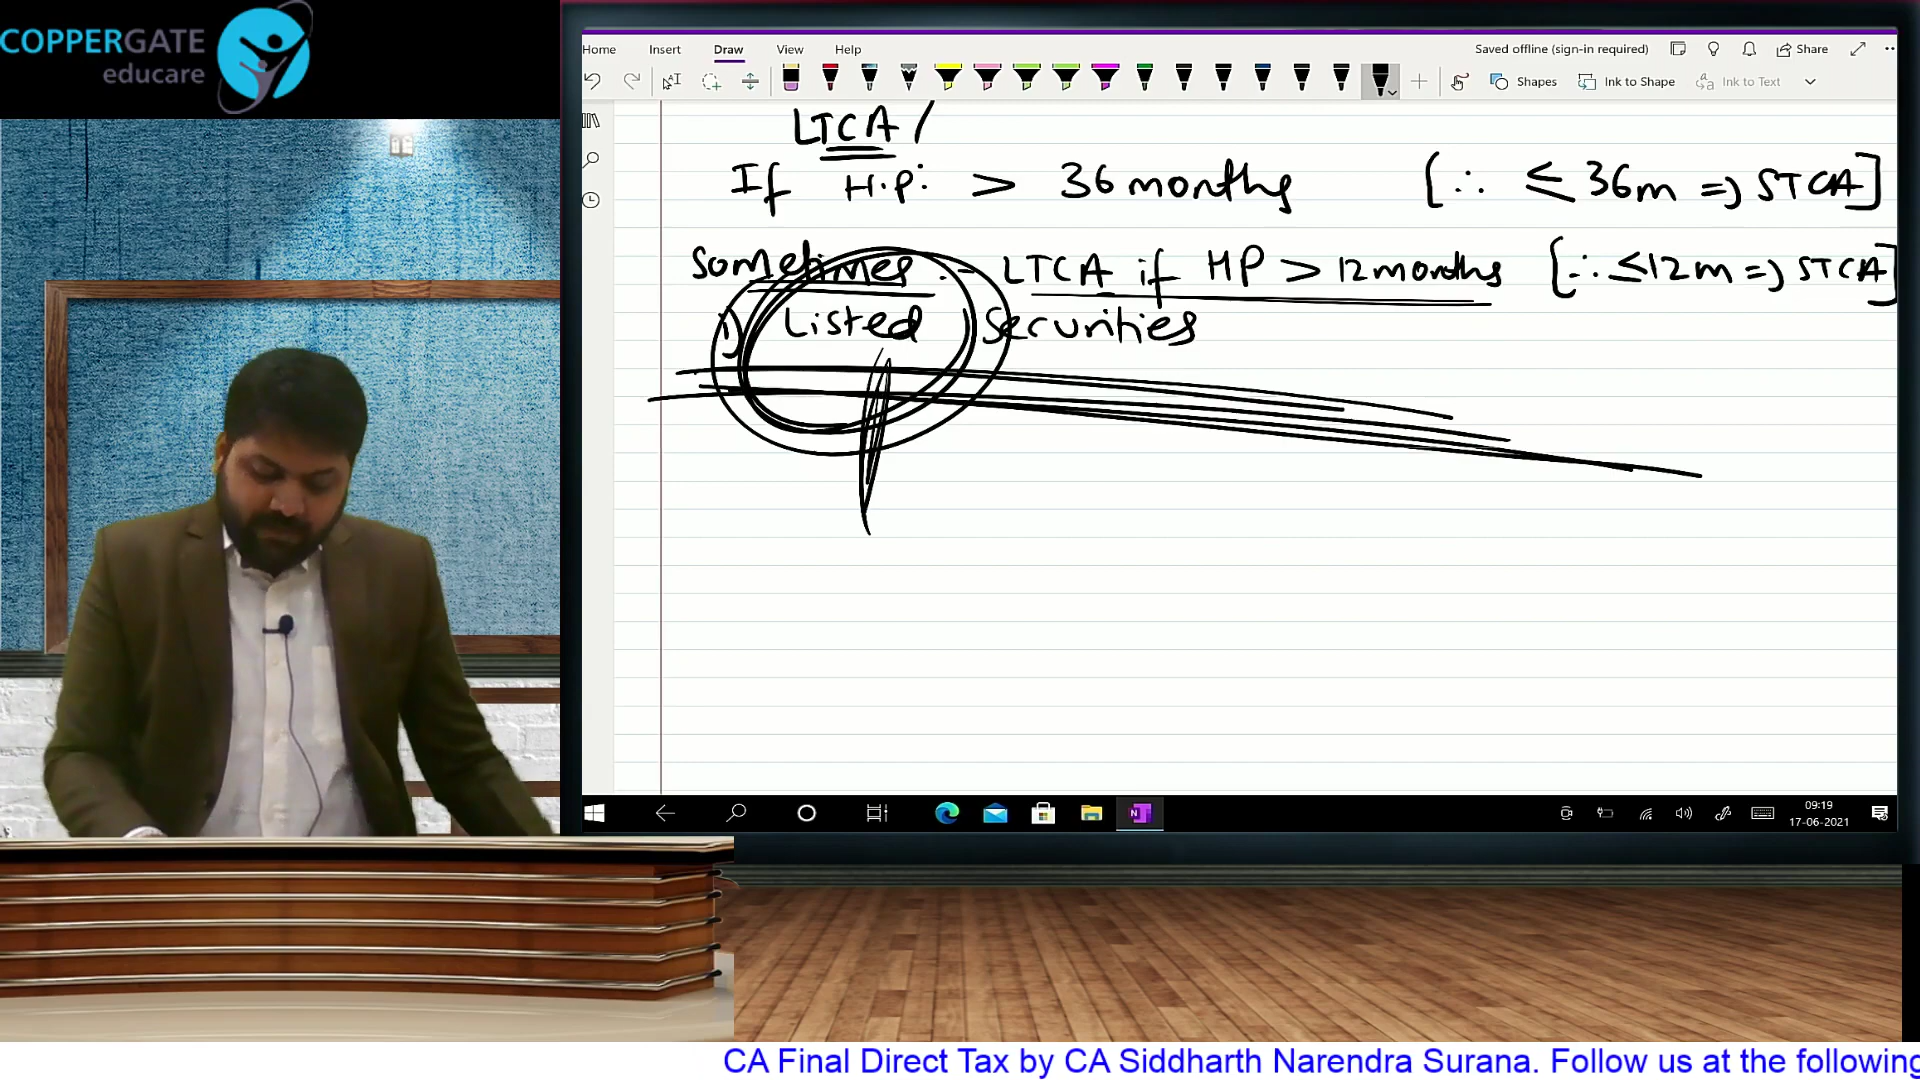 COPPERGATE
educare
Home Insert Draw View Help
Saved offline (sign-in required) Share
Shapes Ink to Shape Ink to Text
LTCA /
If H.P. > 36 months [∴ ≤ 36m => STCA]
Sometimes :- LTCA if HP > 12 months [∴ ≤ 12m => STCA]
i) Listed Securities
09:19
17-06-2021
CA Final Direct Tax by CA Siddharth Narendra Surana. Follow us at the following